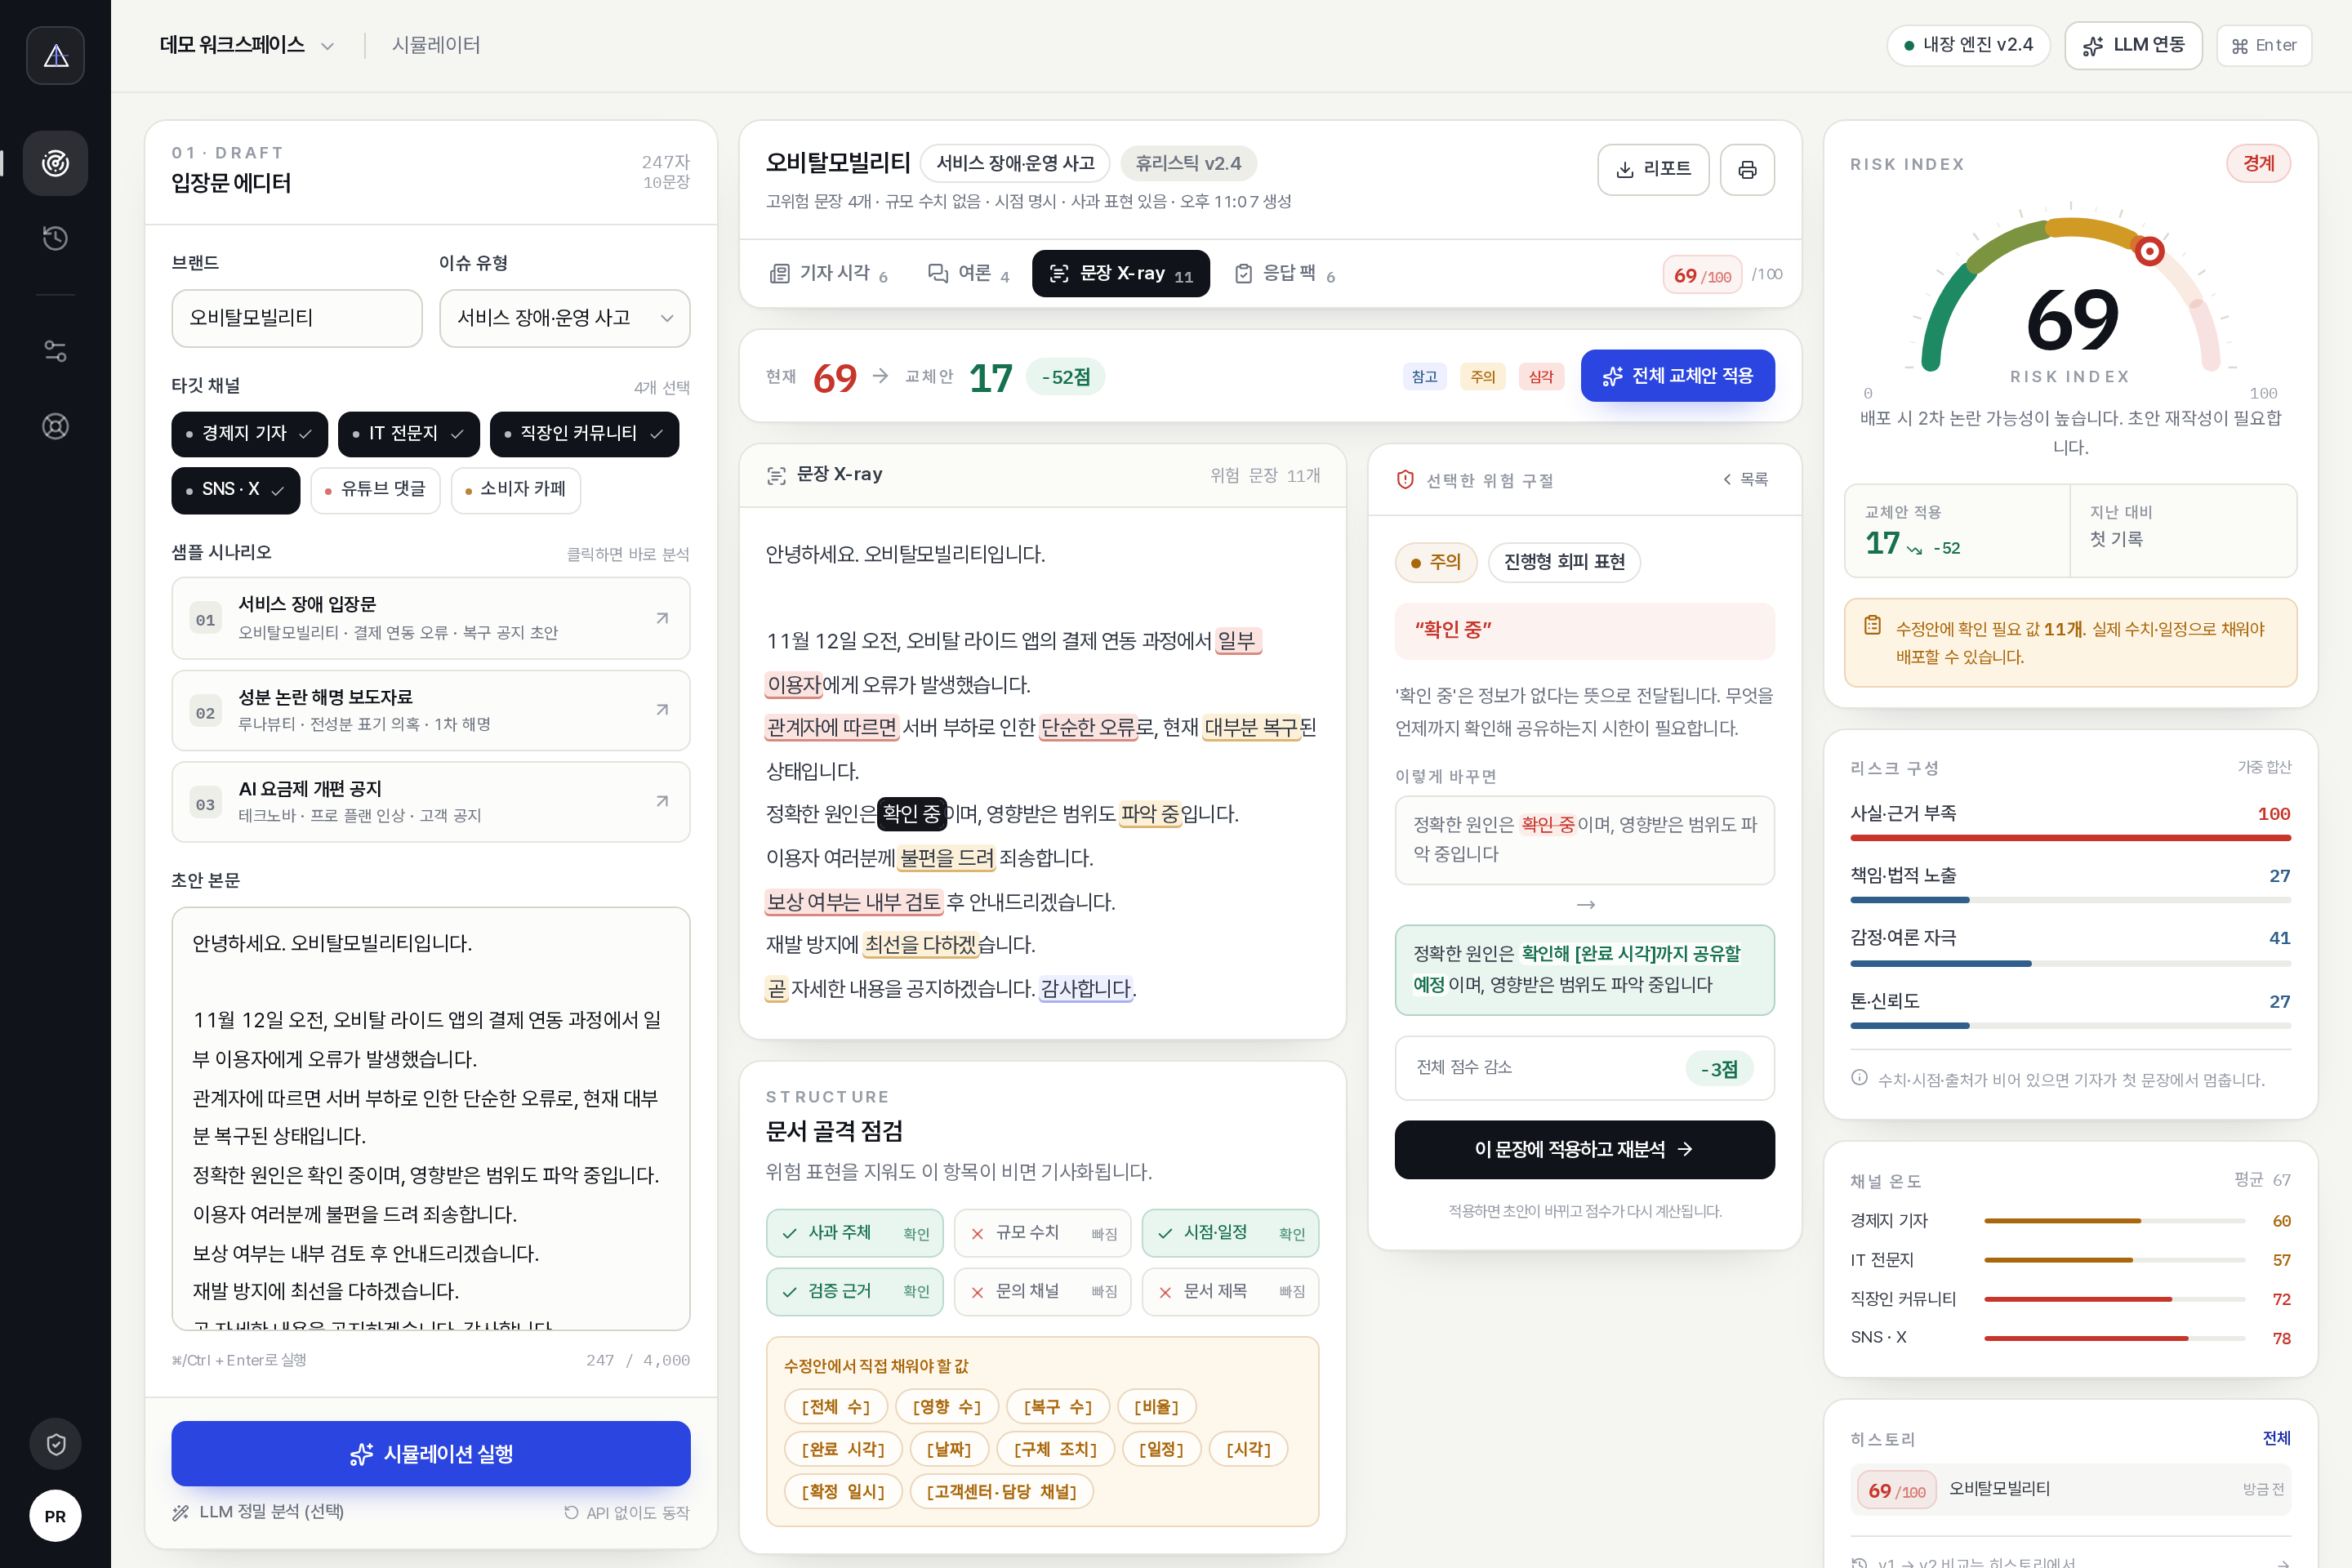 데모 워크스페이스
시뮬레이터
내장 엔진 v2.4
LLM 연동
⌘ Enter
01 · DRAFT
입장문 에디터
247자
10문장
브랜드
이슈 유형
오비탈모빌리티
서비스 장애·운영 사고
타깃 채널
4개 선택
경제지 기자
IT 전문지
직장인 커뮤니티
SNS · X
유튜브 댓글
소비자 카페
샘플 시나리오
클릭하면 바로 분석
01
서비스 장애 입장문
오비탈모빌리티 · 결제 연동 오류 · 복구 공지 초안
02
성분 논란 해명 보도자료
루나뷰티 · 전성분 표기 의혹 · 1차 해명
03
AI 요금제 개편 공지
테크노바 · 프로 플랜 인상 · 고객 공지
초안 본문
안녕하세요. 오비탈모빌리티입니다.
11월 12일 오전, 오비탈 라이드 앱의 결제 연동 과정에서 일
부 이용자에게 오류가 발생했습니다.
관계자에 따르면 서버 부하로 인한 단순한 오류로, 현재 대부
분 복구된 상태입니다.
정확한 원인은 확인 중이며, 영향받은 범위도 파악 중입니다.
이용자 여러분께 불편을 드려 죄송합니다.
보상 여부는 내부 검토 후 안내드리겠습니다.
재발 방지에 최선을 다하겠습니다.
곧 자세한 내용을 공지하겠습니다. 감사합니다.
⌘/Ctrl + Enter로 실행
247 / 4,000
시뮬레이션 실행
LLM 정밀 분석 (선택)
API 없이도 동작
PR
오비탈모빌리티
서비스 장애·운영 사고
휴리스틱 v2.4
고위험 문장 4개 · 규모 수치 없음 · 시점 명시 · 사과 표현 있음 · 오후 11:07 생성
리포트
기자 시각 6
여론 4
문장 X-ray 11
응답 팩 6
69/100
/100
현재 69 → 교체안 17 -52점
참고
주의
심각
전체 교체안 적용
문장 X-ray
위험 문장 11개
안녕하세요. 오비탈모빌리티입니다.
11월 12일 오전, 오비탈 라이드 앱의 결제 연동 과정에서 일부
이용자에게 오류가 발생했습니다.
관계자에 따르면 서버 부하로 인한 단순한 오류로, 현재 대부분 복구된
상태입니다.
정확한 원인은 확인 중이며, 영향받은 범위도 파악 중입니다.
이용자 여러분께 불편을 드려 죄송합니다.
보상 여부는 내부 검토 후 안내드리겠습니다.
재발 방지에 최선을 다하겠습니다.
곧 자세한 내용을 공지하겠습니다. 감사합니다.
STRUCTURE
문서 골격 점검
위험 표현을 지워도 이 항목이 비면 기사화됩니다.
사과 주체 확인
규모 수치 빠짐
시점·일정 확인
검증 근거 확인
문의 채널 빠짐
문서 제목 빠짐
수정안에서 직접 채워야 할 값
[전체 수]
[영향 수]
[복구 수]
[비율]
[완료 시각]
[날짜]
[구체 조치]
[일정]
[시각]
[확정 일시]
[고객센터·담당 채널]
선택한 위험 구절
목록
주의
진행형 회피 표현
“확인 중”
'확인 중'은 정보가 없다는 뜻으로 전달됩니다. 무엇을
언제까지 확인해 공유하는지 시한이 필요합니다.
이렇게 바꾸면
정확한 원인은 확인 중이며, 영향받은 범위도 파
악 중입니다
→
정확한 원인은 확인해 [완료 시각]까지 공유할
예정이며, 영향받은 범위도 파악 중입니다
전체 점수 감소
-3점
이 문장에 적용하고 재분석 →
적용하면 초안이 바뀌고 점수가 다시 계산됩니다.
RISK INDEX
경계
69
RISK INDEX
0
100
배포 시 2차 논란 가능성이 높습니다. 초안 재작성이 필요합
니다.
교체안 적용
17 -52
지난 대비
첫 기록
수정안에 확인 필요 값 11개. 실제 수치·일정으로 채워야
배포할 수 있습니다.
리스크 구성
가중 합산
사실·근거 부족 100
책임·법적 노출 27
감정·여론 자극 41
톤·신뢰도 27
수치·시점·출처가 비어 있으면 기자가 첫 문장에서 멈춥니다.
채널 온도
평균 67
경제지 기자 60
IT 전문지 57
직장인 커뮤니티 72
SNS · X 78
히스토리
전체
69/100
오비탈모빌리티
방금 전
v1 → v2 비교는 히스토리에서